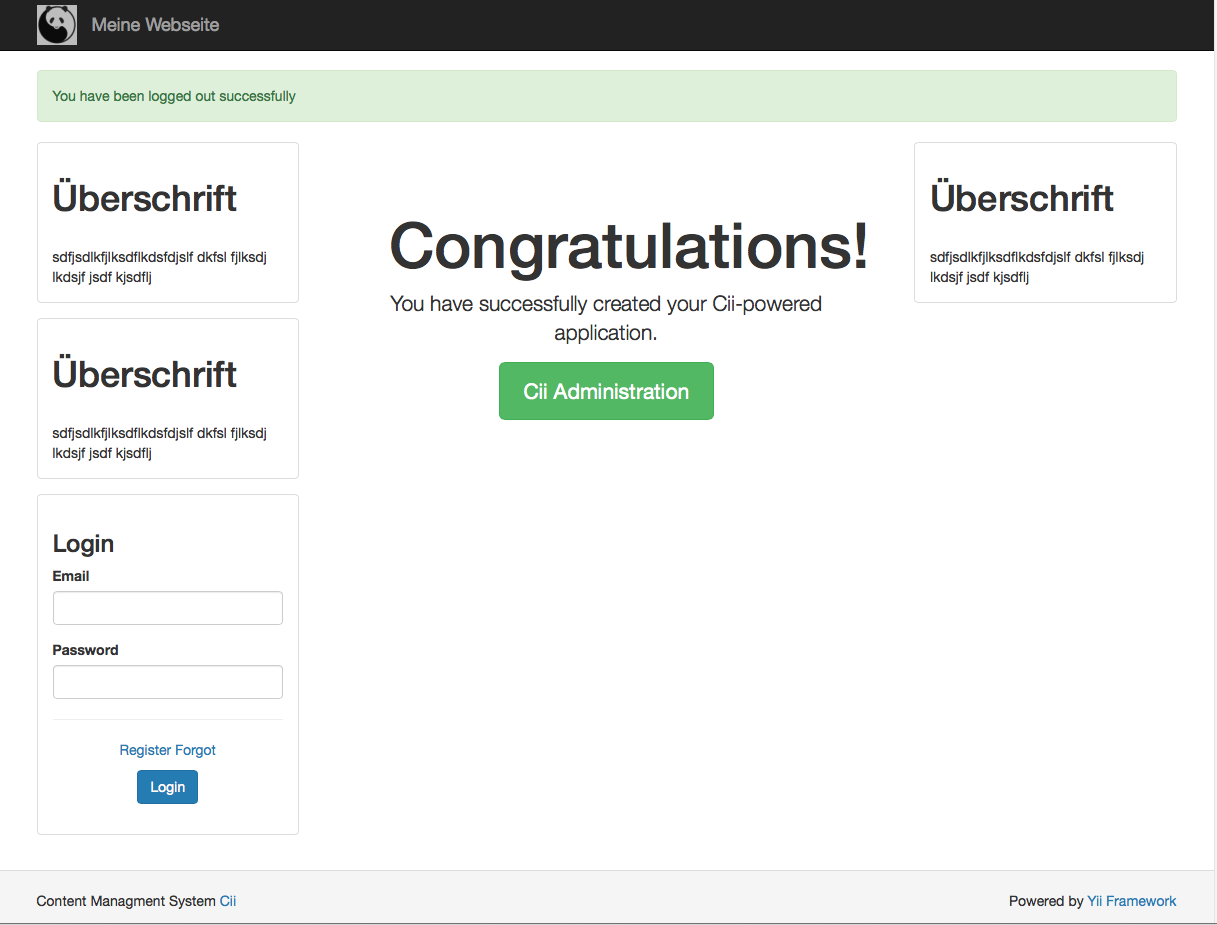 Meine Webseite
You have been logged out successfully
Überschrift
sdfjsdlkfjlksdflkdsfdjslf dkfsl fjlksdj
lkdsjf jsdf kjsdflj
Überschrift
sdfjsdlkfjlksdflkdsfdjslf dkfsl fjlksdj
lkdsjf jsdf kjsdflj
Login
Email
Password
Register Forgot
Login
Congratulations!
You have successfully created your Cii-powered
application.
Cii Administration
Überschrift
sdfjsdlkfjlksdflkdsfdjslf dkfsl fjlksdj
lkdsjf jsdf kjsdflj
Content Managment System Cii
Powered by Yii Framework